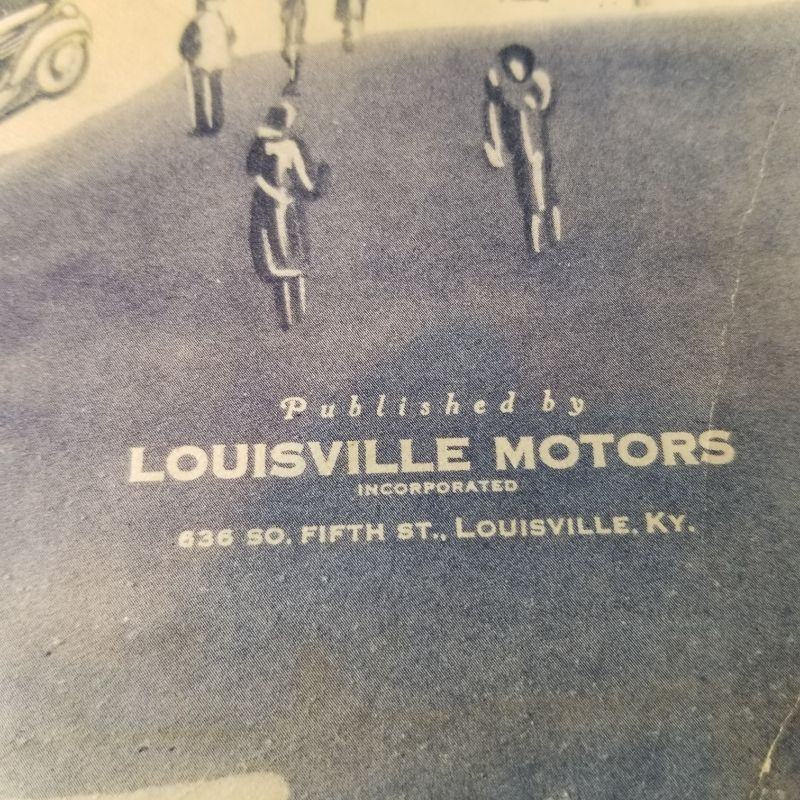 Published by
LOUISVILLE MOTORS
INCORPORATED
636 SO. FIFTH ST., LOUISVILLE, KY.